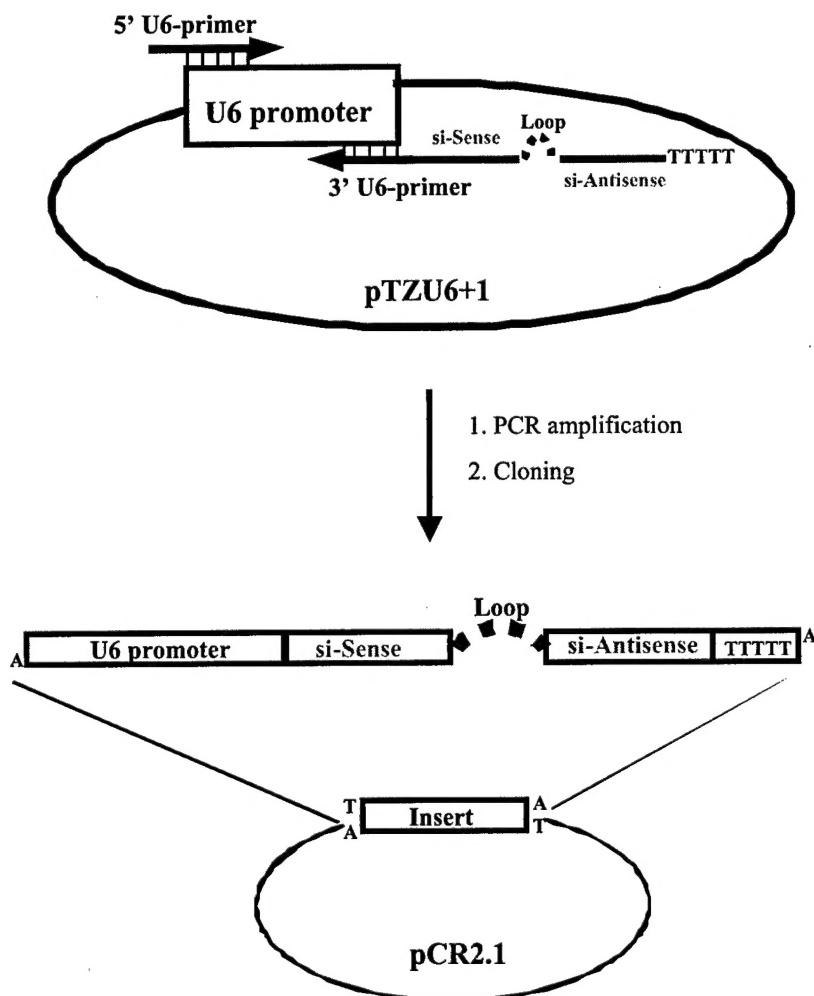 5' U6-primer
U6 promoter
Loop
si-Sense
TTTTT
3' U6-primer
si-Antisense
pTZU6+1
1. PCR amplification
2. Cloning
Loop
A
U6 promoter
si-Sense
si-Antisense
TTTTT
A
T
A
Insert
A
T
pCR2.1